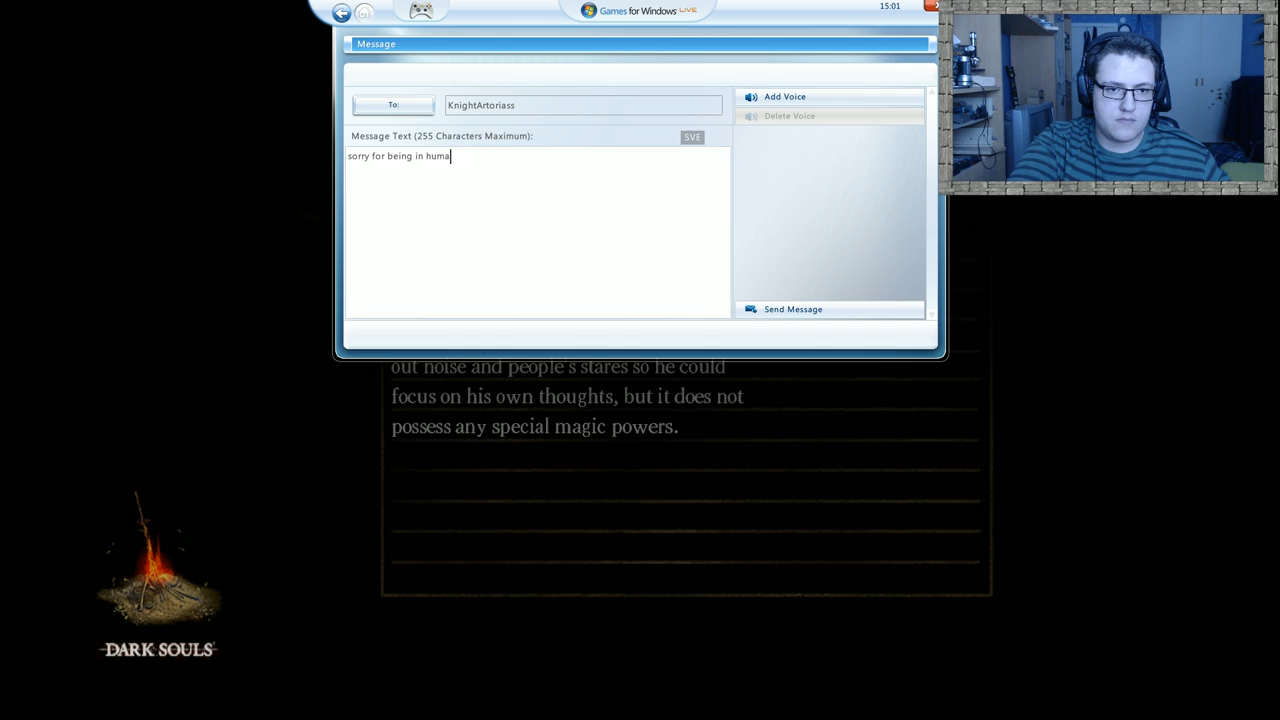 Games for Windows LIVE
15:01
Message
To:
KnightArtoriass
Add Voice
Delete Voice
Message Text (255 Characters Maximum):
SVE
sorry for being in huma
Send Message
out noise and people's stares so he could
focus on his own thoughts, but it does not
possess any special magic powers.
DARK SOULS